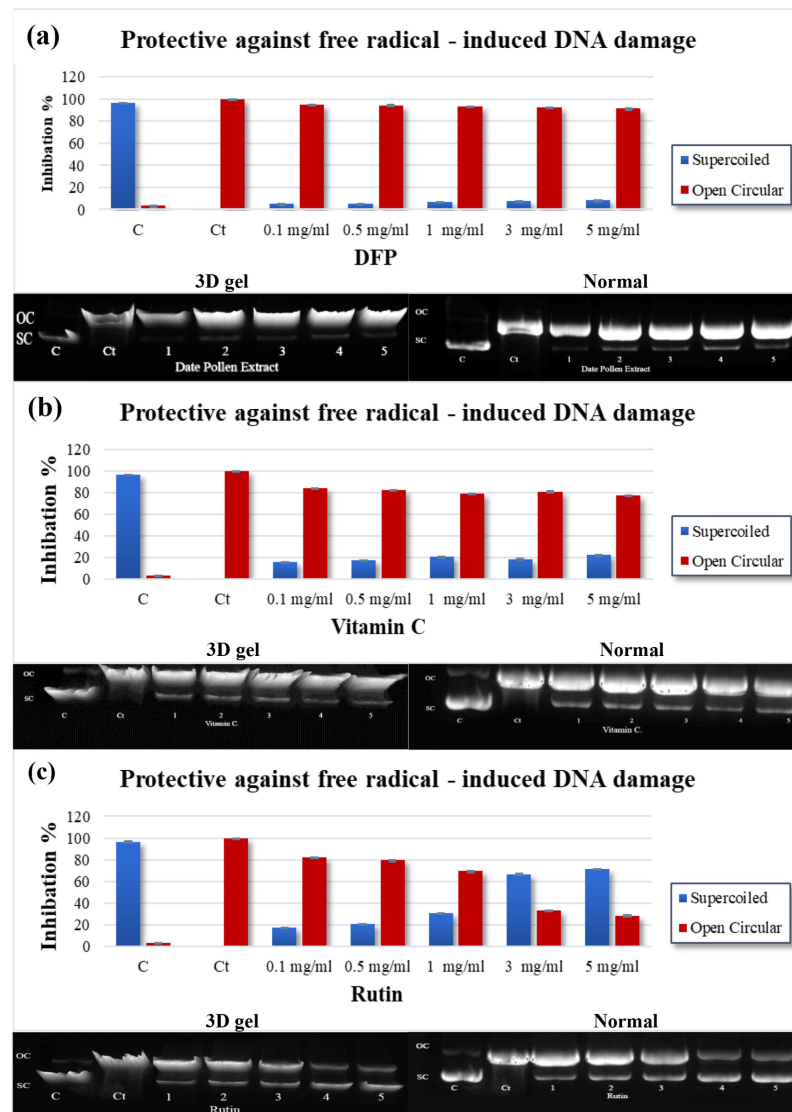 (a)
Protective against free radical - induced DNA damage
Inhibation %
120
100
80
60
40
20
0
C Ct 0.1 mg/ml 0.5 mg/ml 1 mg/ml 3 mg/ml 5 mg/ml
DFP
Supercoiled
Open Circular
3D gel Normal
OC
SC
C Ct 1 2 3 4 5
Date Pollen Extract
OC
SC
C Ct 1 2 3 4 5
Date Pollen Extract
(b)
Protective against free radical - induced DNA damage
Inhibation %
120
100
80
60
40
20
0
C Ct 0.1 mg/ml 0.5 mg/ml 1 mg/ml 3 mg/ml 5 mg/ml
Vitamin C
Supercoiled
Open Circular
3D gel Normal
OC
SC
C Ct 1 2 3 4 5
Vitamin C.
OC
SC
C Ct 1 2 3 4 5
Vitamin C.
(c)
Protective against free radical - induced DNA damage
Inhibation %
120
100
80
60
40
20
0
C Ct 0.1 mg/ml 0.5 mg/ml 1 mg/ml 3 mg/ml 5 mg/ml
Rutin
Supercoiled
Open Circular
3D gel Normal
OC
SC
C Ct 1 2 3 4 5
Rutin
OC
SC
C Ct 1 2 3 4 5
Rutin